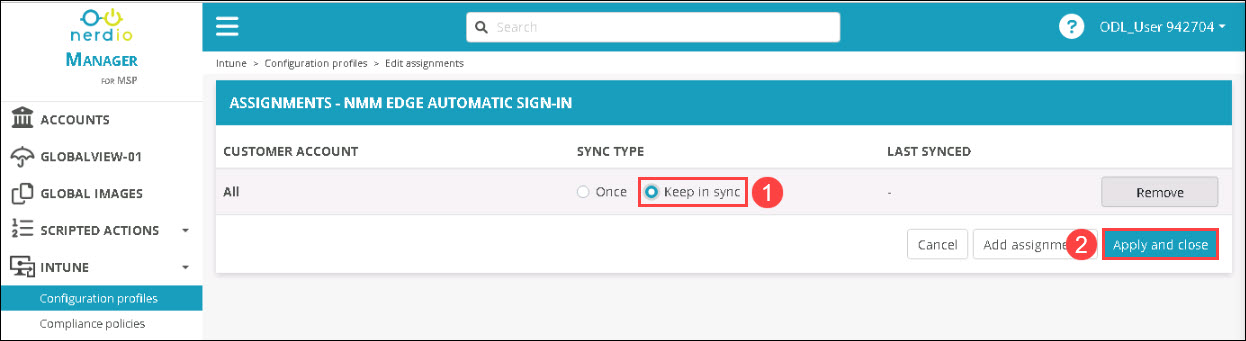 nerdio
MANAGER
FOR MSP
Search
? ODL_User 942704
Intune > Configuration profiles > Edit assignments
ACCOUNTS
GLOBALVIEW-01
GLOBAL IMAGES
SCRIPTED ACTIONS
INTUNE
Configuration profiles
Compliance policies
ASSIGNMENTS - NMM EDGE AUTOMATIC SIGN-IN
CUSTOMER ACCOUNT SYNC TYPE LAST SYNCED
All Once Keep in sync 1 - Remove
Cancel Add assignme 2 Apply and close